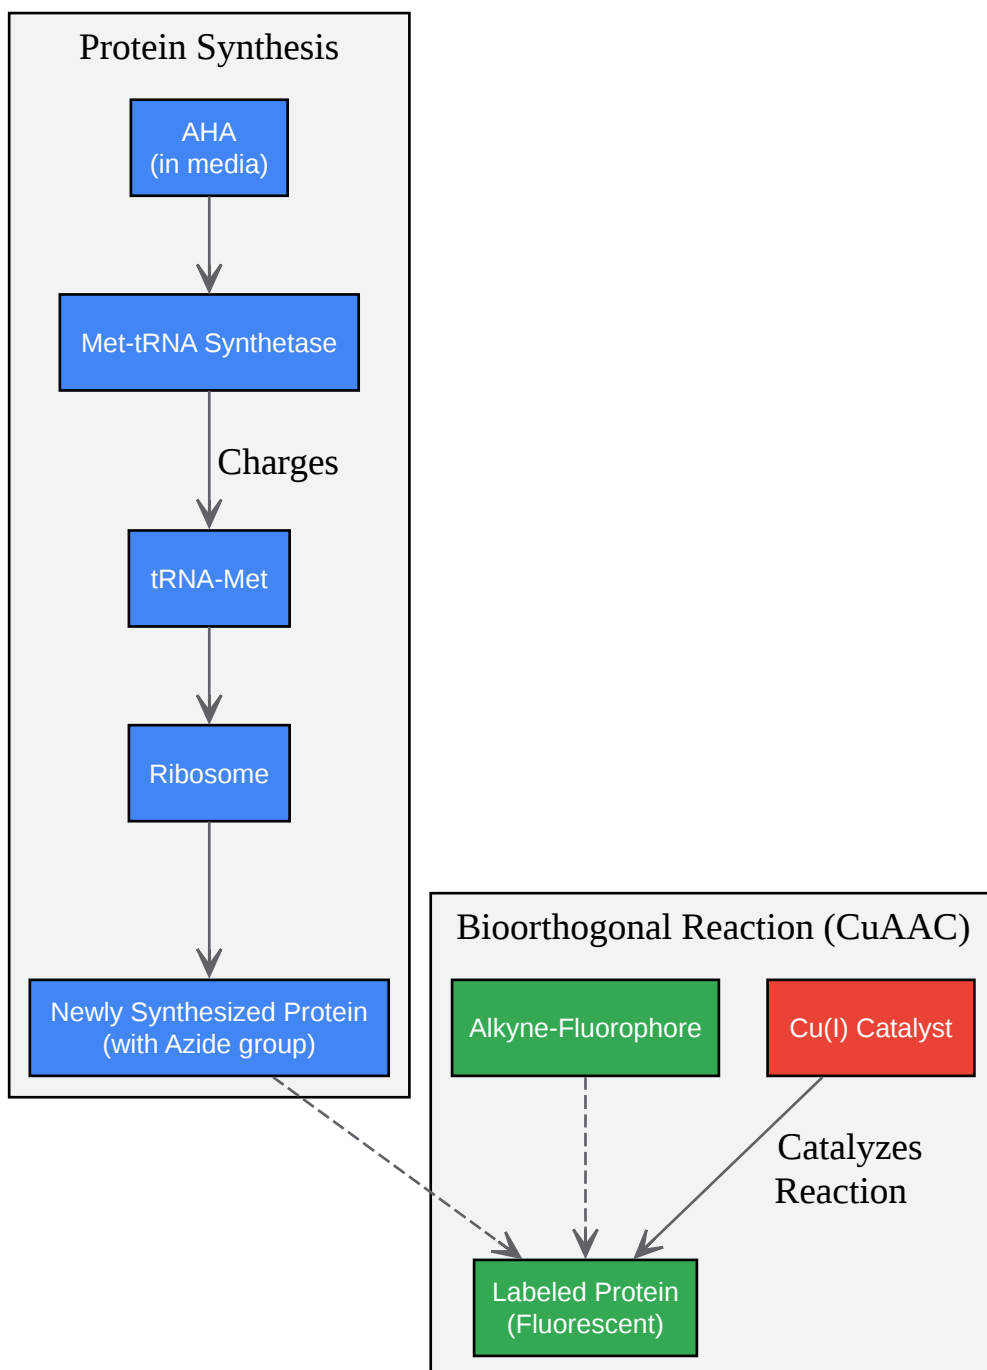 Protein Synthesis
AHA
(in media)
Met-tRNA Synthetase
Charges
tRNA-Met
Ribosome
Newly Synthesized Protein
(with Azide group)
Bioorthogonal Reaction (CuAAC)
Alkyne-Fluorophore
Cu(I) Catalyst
Catalyzes
Reaction
Labeled Protein
(Fluorescent)